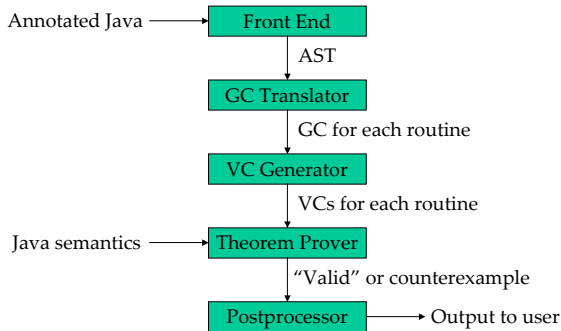 Annotated Java
Front End
AST
GC Translator
GC for each routine
VC Generator
VCs for each routine
Java semantics
Theorem Prover
“Valid” or counterexample
Postprocessor
Output to user